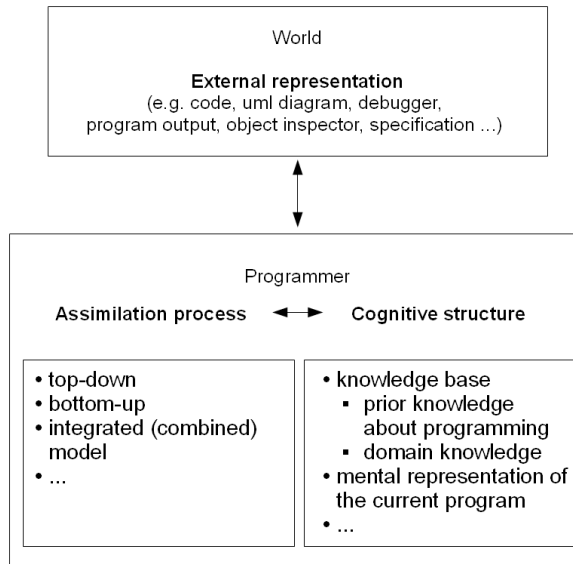 World
External representation
(e.g. code, uml diagram, debugger,
program output, object inspector, specification ...)
Programmer
Assimilation process
Cognitive structure
• top-down
• bottom-up
• integrated (combined)
model
• ...
• knowledge base
▪ prior knowledge
about programming
▪ domain knowledge
• mental representation of
the current program
• ...